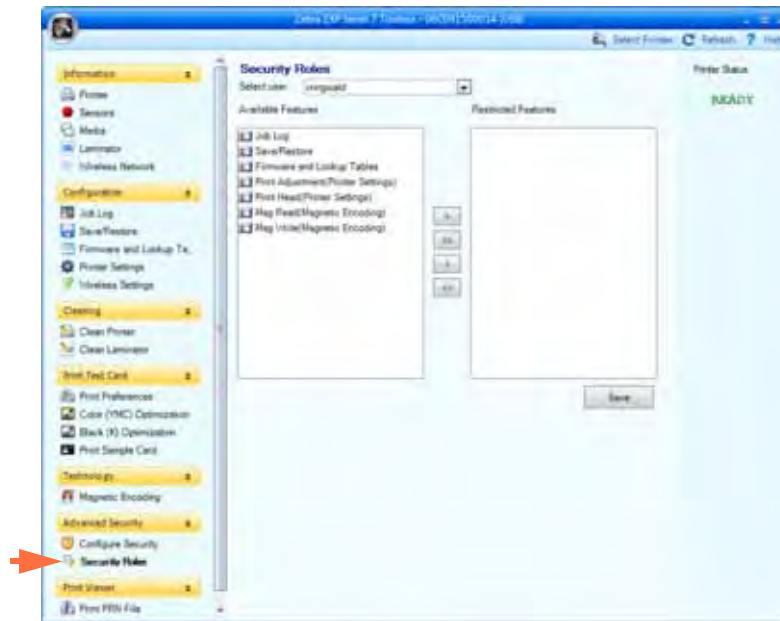 Zebra ZXP Series 7 Toolbox
Select Printer
Refresh
Information
Printer
Sensors
Media
Laminator
Wireless Network
Configuration
Job Log
Save/Restore
Firmware and Lookup Ta..
Printer Settings
Wireless Settings
Cleaning
Clean Printer
Clean Laminator
Print Test Card
Print Preferences
Color (YMC) Optimization
Black (K) Optimization
Print Sample Card
Technology
Magnetic Encoding
Advanced Security
Configure Security
Security Roles
Print Viewer
Print PRN File
Security Roles
Select user
Available Features
Job Log
Save/Restore
Firmware and Lookup Tables
Print Adjustment(Printer Settings)
Print Head(Printer Settings)
Mag Read(Magnetic Encoding)
Mag Write(Magnetic Encoding)
Restricted Features
Save
Printer Status
READY